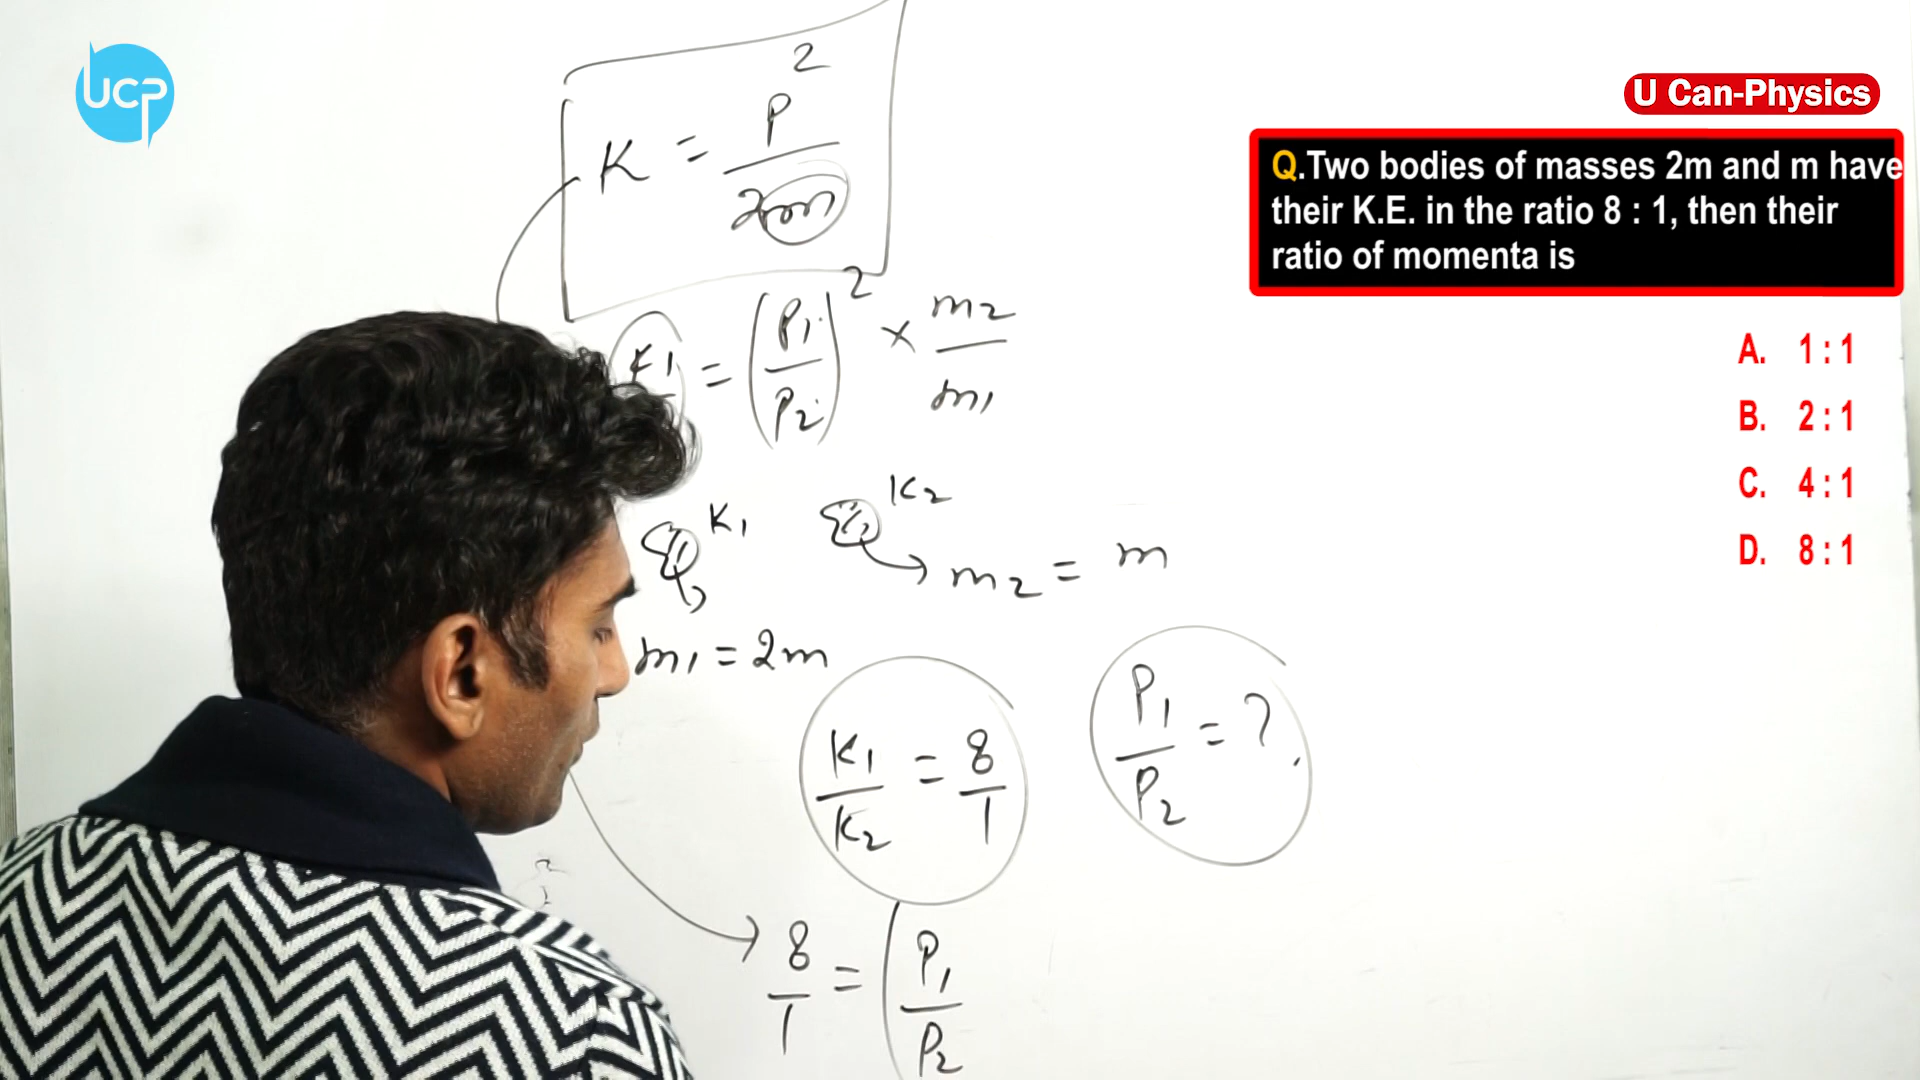 UCP
U Can-Physics
Q.Two bodies of masses 2m and m have
their K.E. in the ratio 8 : 1, then their
ratio of momenta is
A. 1 : 1
B. 2 : 1
C. 4 : 1
D. 8 : 1
K = P² / 2m
K1 = (P1 / P2)² × m2 / m1
K1 K2
m2 = m
m1 = 2m
K1 / K2 = 8 / 1
P1 / P2 = ?
8 / 1 = (P1 / P2